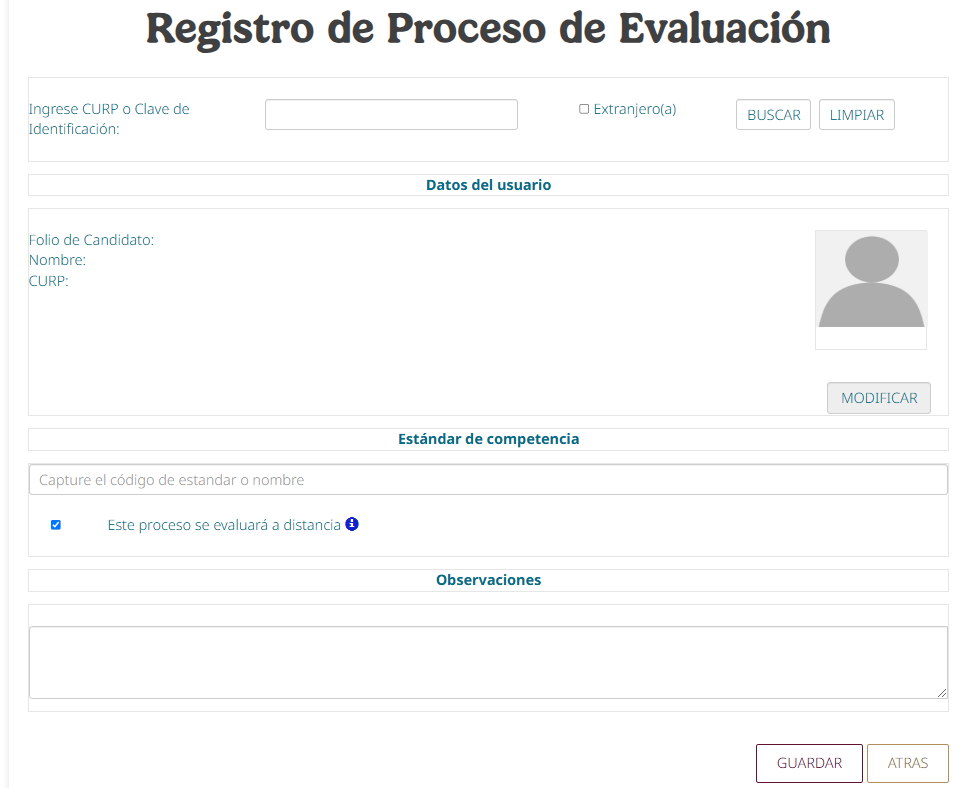 Registro de Proceso de Evaluación
Ingrese CURP o Clave de
Identificación:
Extranjero(a)
BUSCAR
LIMPIAR
Datos del usuario
Folio de Candidato:
Nombre:
CURP:
MODIFICAR
Estándar de competencia
Capture el código de estandar o nombre
Este proceso se evaluará a distancia
Observaciones
GUARDAR
ATRAS